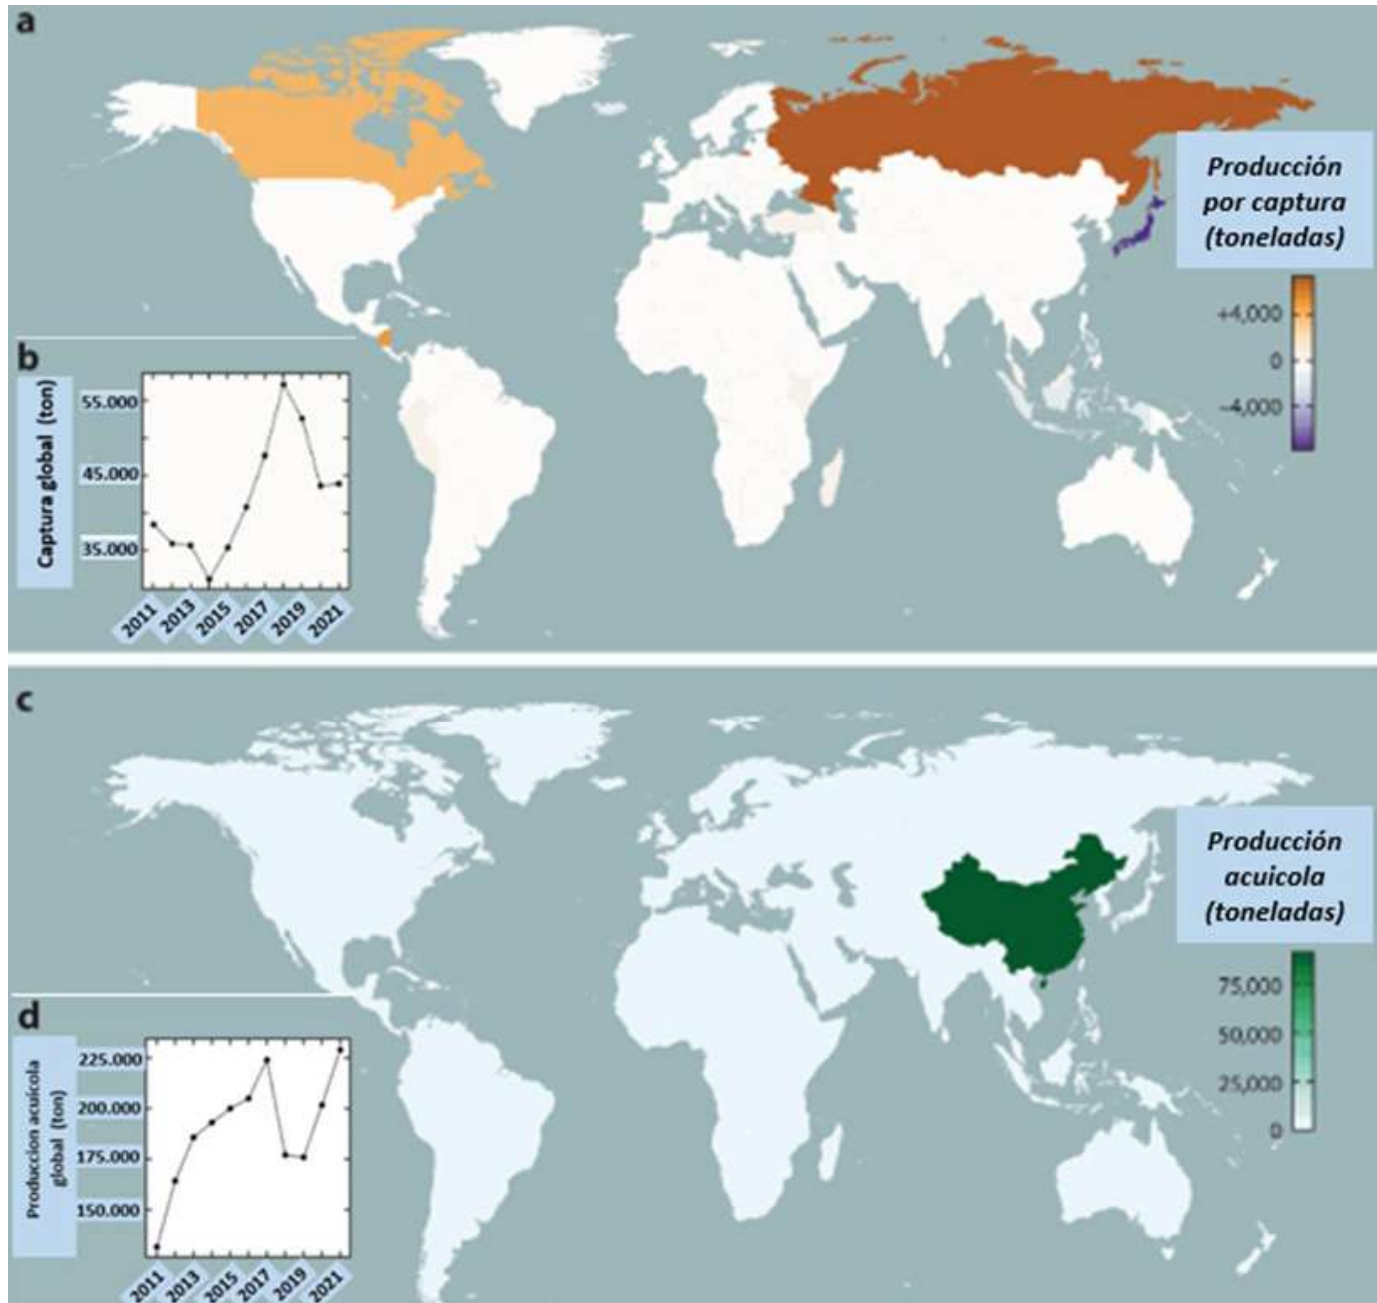 a
Producción
por captura
(toneladas)
+4,000
0
−4,000
b
Captura global (ton)
55.000
45.000
35.000
2011
2013
2015
2017
2019
2021
c
Producción
acuicola
(toneladas)
75,000
50,000
25,000
0
d
Produccion acuicola
global (ton)
225.000
200.000
175.000
150.000
2011
2013
2015
2017
2019
2021